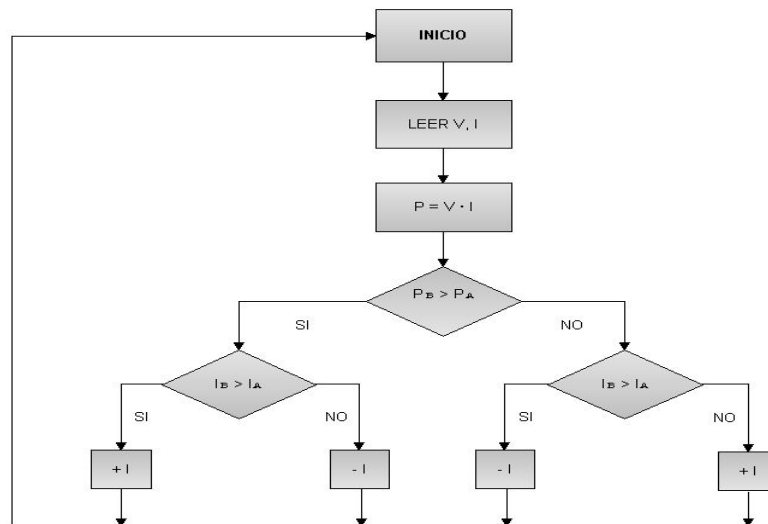 INICIO
LEER V, I
P = V · I
PB > PA
SI
NO
IB > IA
IB > IA
SI
NO
SI
NO
+ I
- I
- I
+ I